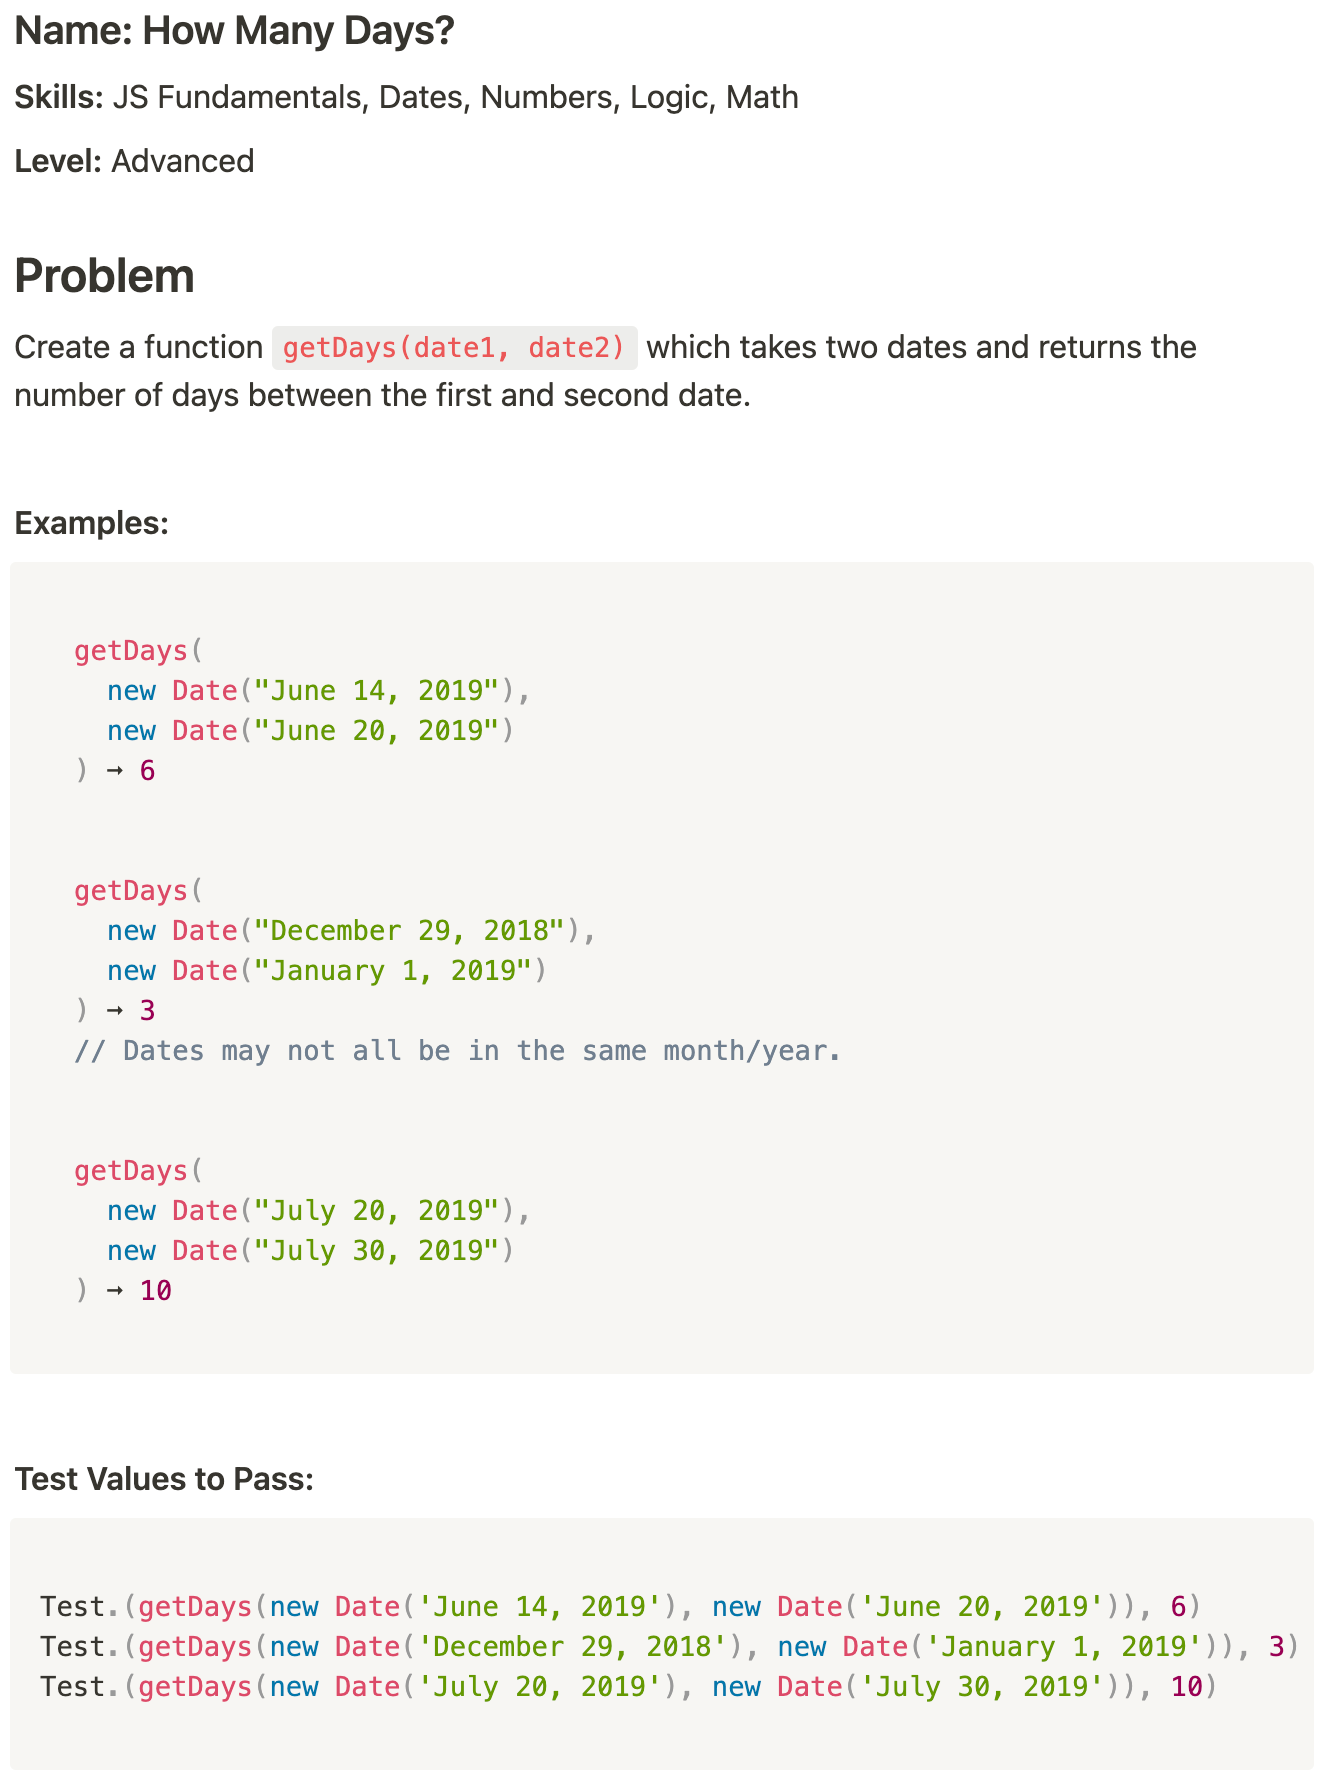 Name: How Many Days?
Skills: JS Fundamentals, Dates, Numbers, Logic, Math
Level: Advanced
Problem
Create a function getDays(date1, date2) which takes two dates and returns the
number of days between the first and second date.
Examples:
getDays(
new Date("June 14, 2019"),
new Date("June 20, 2019")
) → 6
getDays(
new Date("December 29, 2018"),
new Date("January 1, 2019")
) → 3
// Dates may not all be in the same month/year.
getDays(
new Date("July 20, 2019"),
new Date("July 30, 2019")
) → 10
Test Values to Pass:
Test.(getDays(new Date('June 14, 2019'), new Date('June 20, 2019')), 6)
Test.(getDays(new Date('December 29, 2018'), new Date('January 1, 2019')), 3)
Test.(getDays(new Date('July 20, 2019'), new Date('July 30, 2019')), 10)